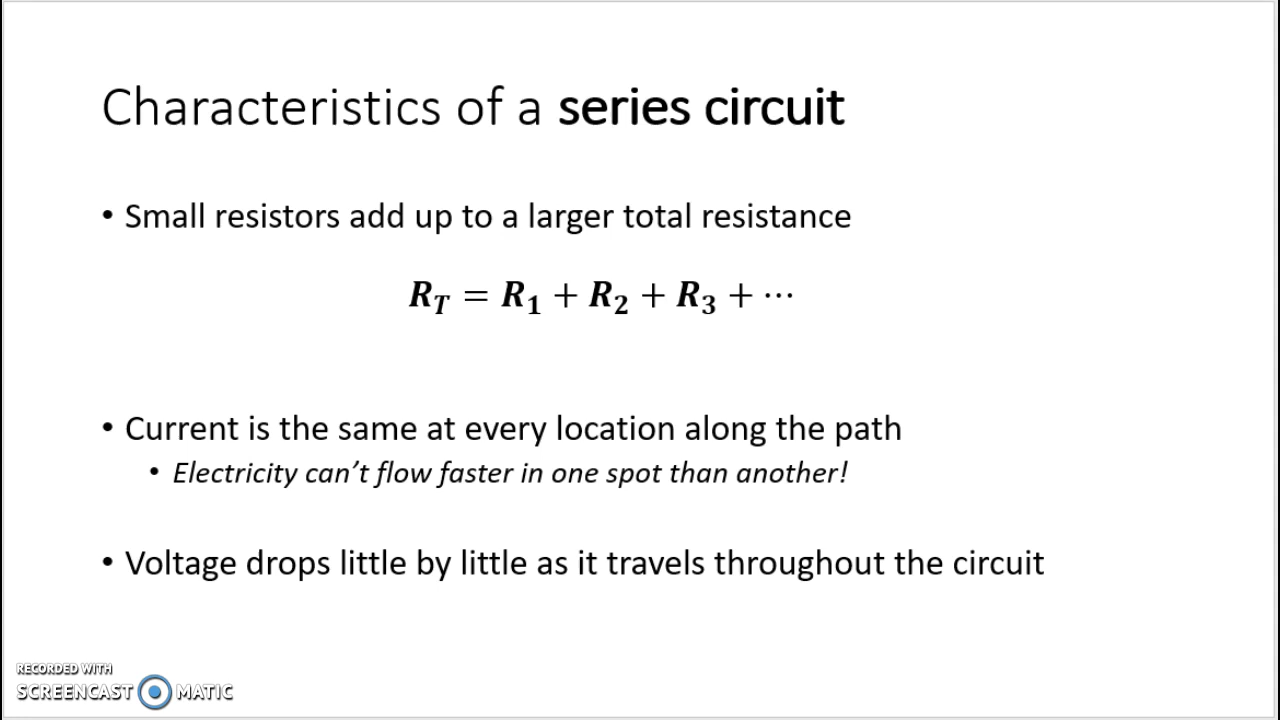 Characteristics of a series circuit
• Small resistors add up to a larger total resistance
R_T = R_1 + R_2 + R_3 + ⋯
• Current is the same at every location along the path
• Electricity can’t flow faster in one spot than another!
• Voltage drops little by little as it travels throughout the circuit
RECORDED WITH
SCREENCAST MATIC